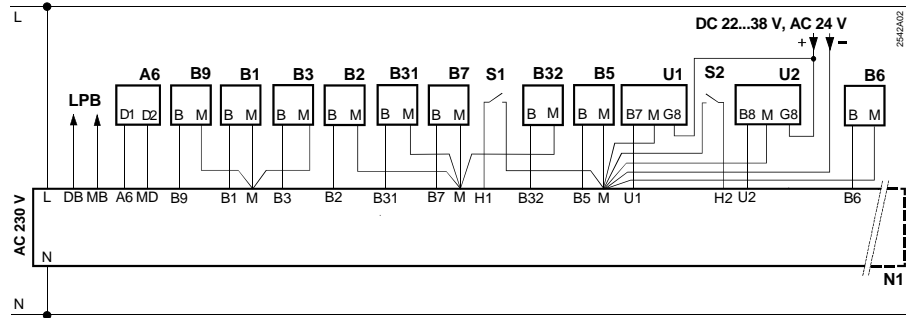 L
DC 22...38 V, AC 24 V
+ -
2542A02
LPB
A6 B9 B1 B3 B2 B31 B7 S1 B32 B5 U1 S2 U2 B6
D1 D2 B M B M B M B M B M B M B M B M B7 M G8 B8 M G8 B M
AC 230 V
L DB MB A6 MD B9 B1 M B3 B2 B31 B7 M H1 B32 B5 M U1 H2 U2 B6
N
N1
N